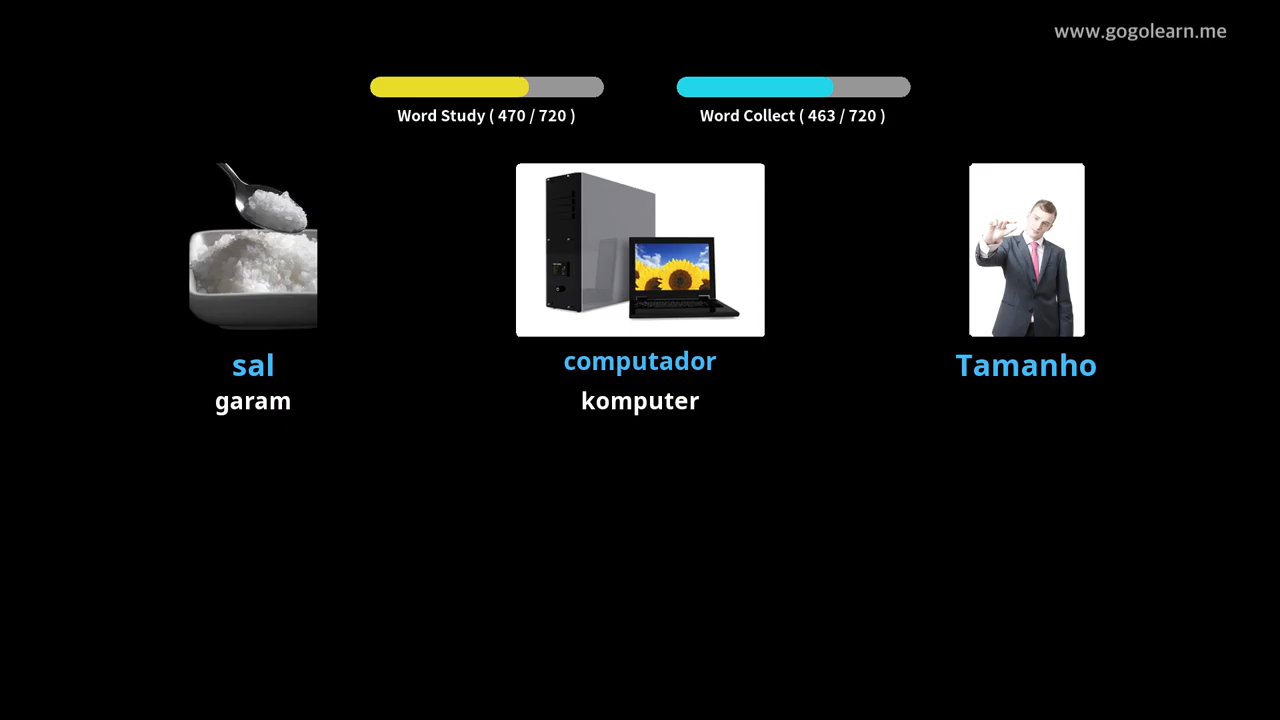 www.gogolearn.me
Word Study ( 470 / 720 )
Word Collect ( 463 / 720 )
sal
garam
computador
komputer
Tamanho